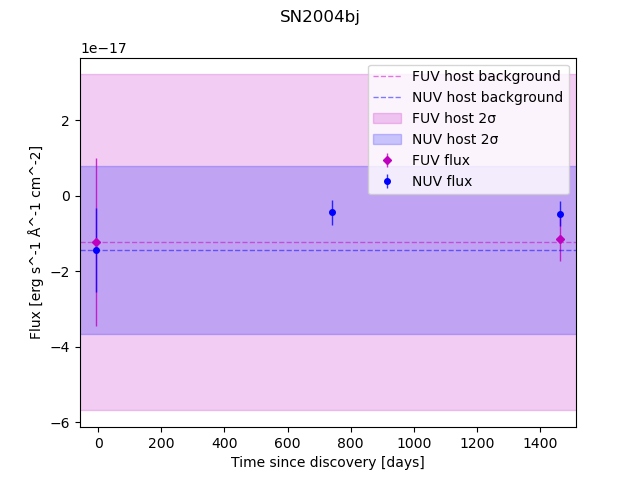 SN2004bj
1e−17
FUV host background
NUV host background
FUV host 2σ
NUV host 2σ
FUV flux
NUV flux
Flux [erg s^-1 Å^-1 cm^-2]
2
0
−2
−4
−6
0 200 400 600 800 1000 1200 1400
Time since discovery [days]